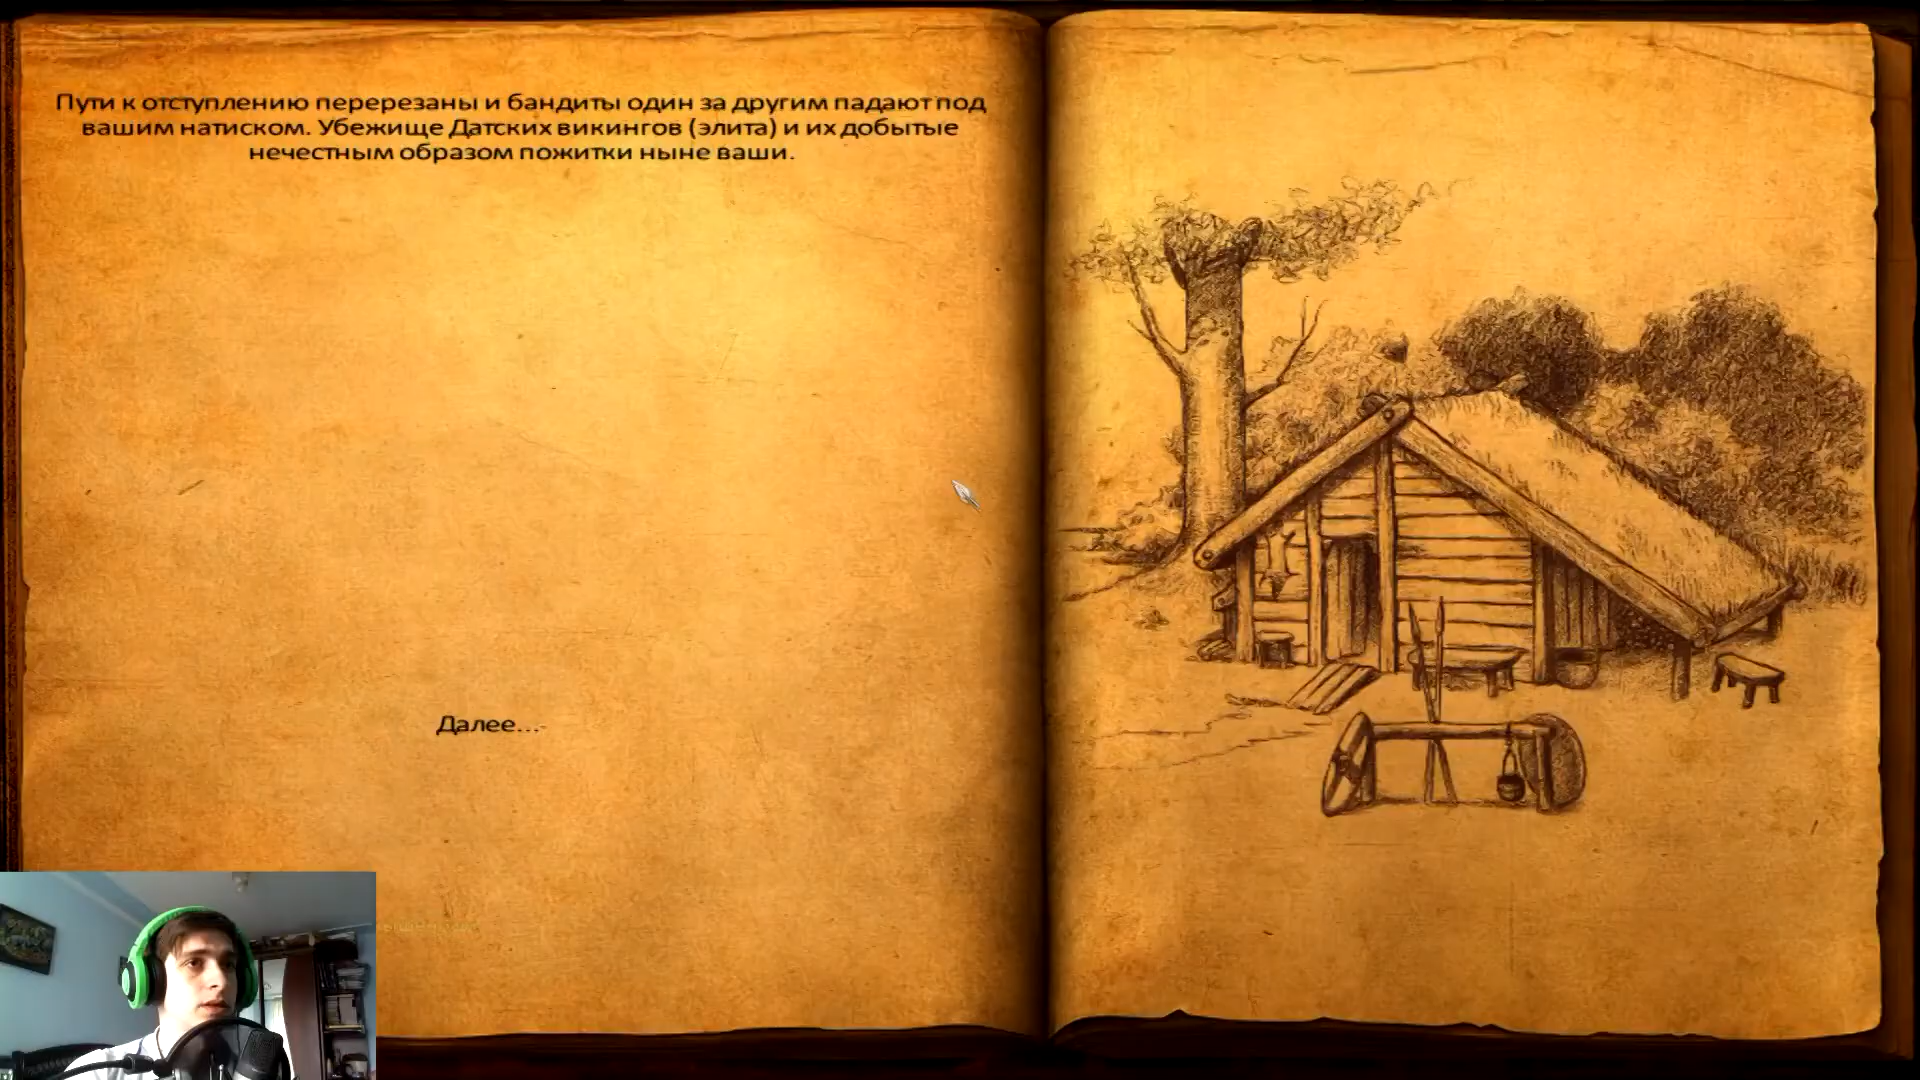 Пути к отступлению перерезаны и бандиты один за другим падают под
вашим натиском. Убежище Датских викингов (элита) и их добытые
нечестным образом пожитки ныне ваши.
Далее...